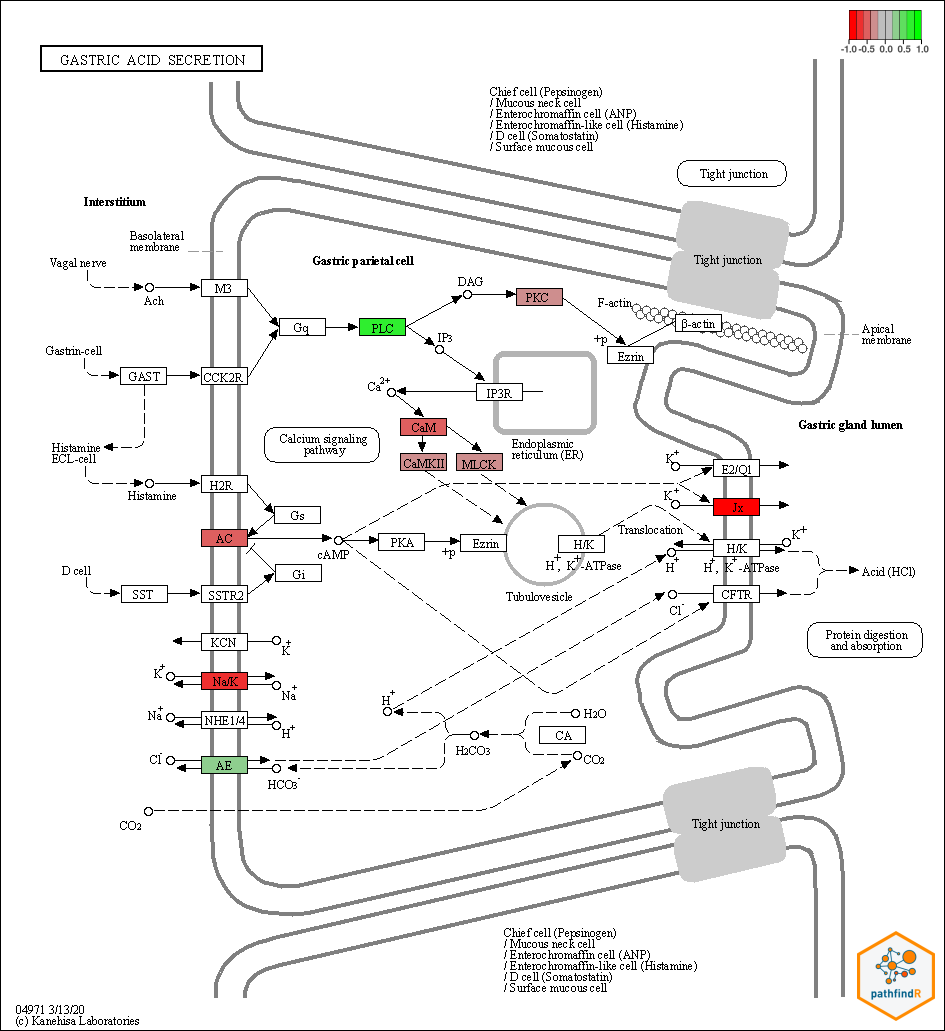 -1.0 -0.5 0.0 0.5 1.0
GASTRIC ACID SECRETION
Chief cell (Pepsinogen)
/ Mucous neck cell
/ Enterochromaffin cell (ANP)
/ Enterochromaffin-like cell (Histamine)
/ D cell (Somatostatin)
/ Surface mucous cell
Tight junction
Interstitium
Basolateral
membrane
Gastric parietal cell
Tight junction
Vagal nerve
Ach
M3
DAG
PKC
F-actin
β-actin
Gq
PLC
+p
Ezrin
Apical
membrane
IP3
Gastrin-cell
GAST
CCK2R
Ca2+
IP3R
CaM
Calcium signaling
pathway
Endoplasmic
reticulum (ER)
Gastric gland lumen
Histamine
ECL-cell
CaMKII
MLCK
K+
E2/Q1
Histamine
H2R
K+
Jx
Gs
AC
cAMP
PKA
+p
Ezrin
H/K
H+, K+-ATPase
Translocation
H+
H/K
H+, K+-ATPase
K+
Acid (HCl)
D cell
Gi
SST
SSTR2
Tubulovesicle
Cl-
CFTR
KCN
K+
Protein digestion
and absorption
K+
Na/K
Na+
H+
Na+
NHE1/4
H+
H2O
CA
H2CO3
Cl-
AE
HCO3-
CO2
CO2
Tight junction
Chief cell (Pepsinogen)
/ Mucous neck cell
/ Enterochromaffin cell (ANP)
/ Enterochromaffin-like cell (Histamine)
/ D cell (Somatostatin)
/ Surface mucous cell
pathfindR
04971 3/13/20
(c) Kanehisa Laboratories